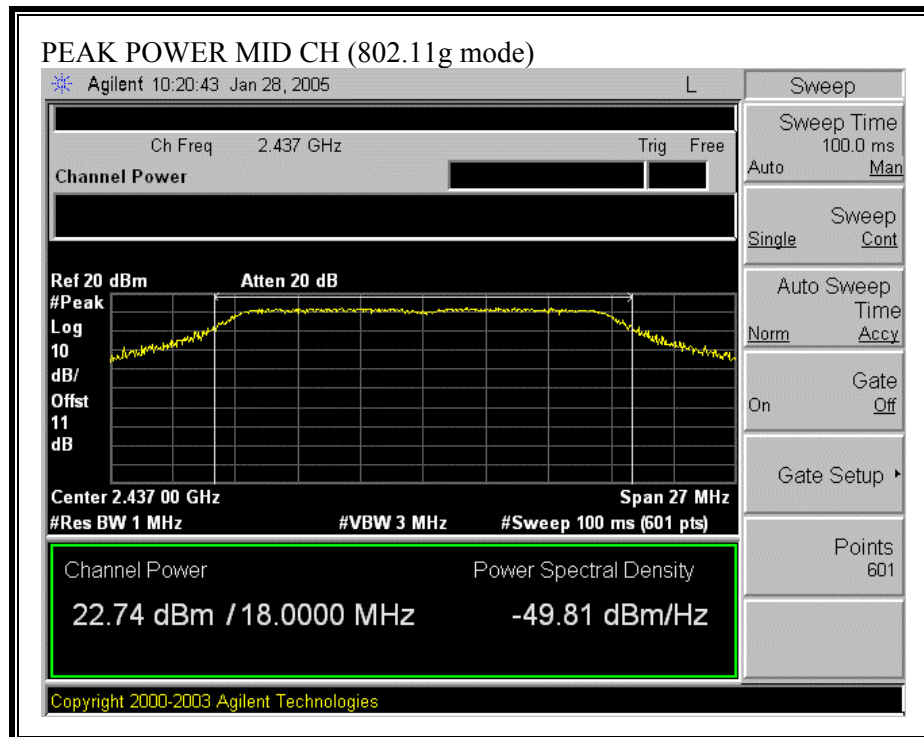 PEAK POWER MID CH (802.11g mode)
Agilent 10:20:43 Jan 28, 2005 L
Ch Freq 2.437 GHz Trig Free
Channel Power
Ref 20 dBm Atten 20 dB
#Peak
Log
10
dB/
Offst
11
dB
Center 2.437 00 GHz Span 27 MHz
#Res BW 1 MHz #VBW 3 MHz #Sweep 100 ms (601 pts)
Channel Power Power Spectral Density
22.74 dBm / 18.0000 MHz -49.81 dBm/Hz
Copyright 2000-2003 Agilent Technologies
Sweep
Sweep Time
100.0 ms
Auto Man
Sweep
Single Cont
Auto Sweep
Time
Norm Accy
Gate
On Off
Gate Setup
Points
601